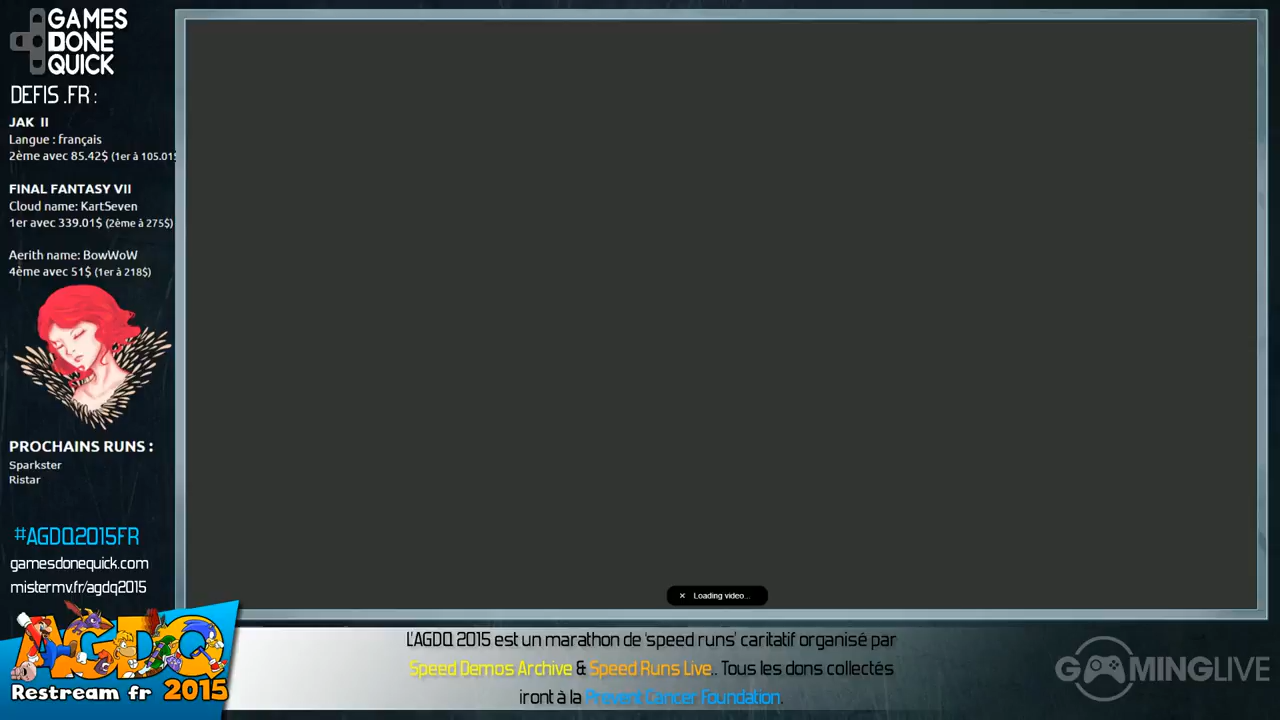 GAMES
DONE
QUICK
DEFIS .FR :
JAK II
Langue : français
2ème avec 85.42$ (1er à 105.01$
FINAL FANTASY VII
Cloud name: KartSeven
1er avec 339.01$ (2ème à 275$)
Aerith name: BowWoW
4ème avec 51$ (1er à 218$)
PROCHAINS RUNS :
Sparkster
Ristar
#AGDQ2015FR
gamesdonequick.com
mistermv.fr/agdq2015
AGDQ
Restream fr 2015
× Loading video...
L'AGDQ 2015 est un marathon de 'speed runs' caritatif organisé par
Speed Demos Archive & Speed Runs Live.. Tous les dons collectés
iront à la Prevent Cancer Foundation.
GAMINGLIVE